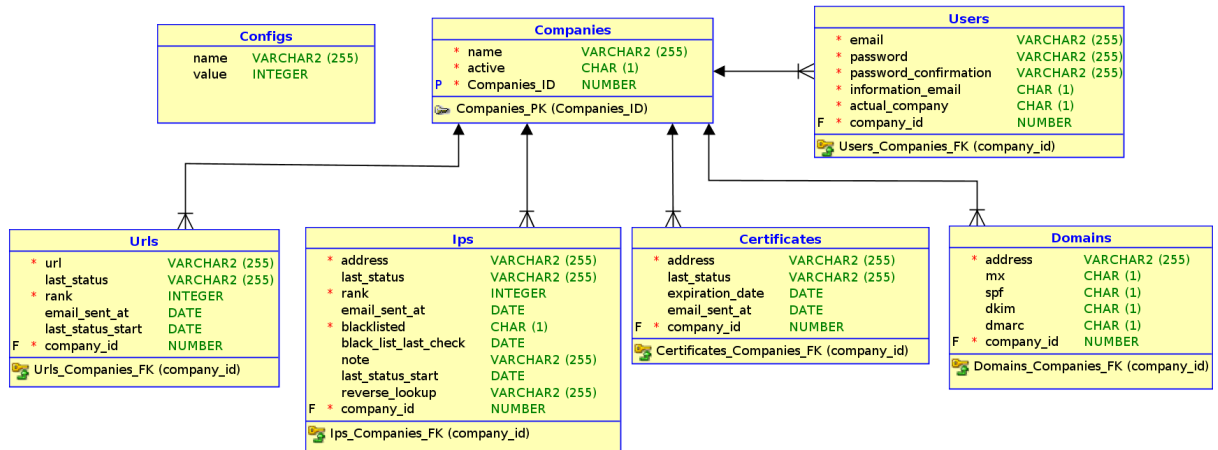 Configs
name VARCHAR2 (255)
value INTEGER
Companies
* name VARCHAR2 (255)
* active CHAR (1)
P * Companies_ID NUMBER
Companies_PK (Companies_ID)
Users
* email VARCHAR2 (255)
* password VARCHAR2 (255)
* password_confirmation VARCHAR2 (255)
* information_email CHAR (1)
* actual_company CHAR (1)
F * company_id NUMBER
Users_Companies_FK (company_id)
Urls
* url VARCHAR2 (255)
last_status VARCHAR2 (255)
* rank INTEGER
email_sent_at DATE
last_status_start DATE
F * company_id NUMBER
Urls_Companies_FK (company_id)
Ips
* address VARCHAR2 (255)
last_status VARCHAR2 (255)
* rank INTEGER
email_sent_at DATE
* blacklisted CHAR (1)
black_list_last_check DATE
note VARCHAR2 (255)
last_status_start DATE
reverse_lookup VARCHAR2 (255)
F * company_id NUMBER
Ips_Companies_FK (company_id)
Certificates
* address VARCHAR2 (255)
last_status VARCHAR2 (255)
expiration_date DATE
email_sent_at DATE
F * company_id NUMBER
Certificates_Companies_FK (company_id)
Domains
* address VARCHAR2 (255)
mx CHAR (1)
spf CHAR (1)
dkim CHAR (1)
dmarc CHAR (1)
F * company_id NUMBER
Domains_Companies_FK (company_id)